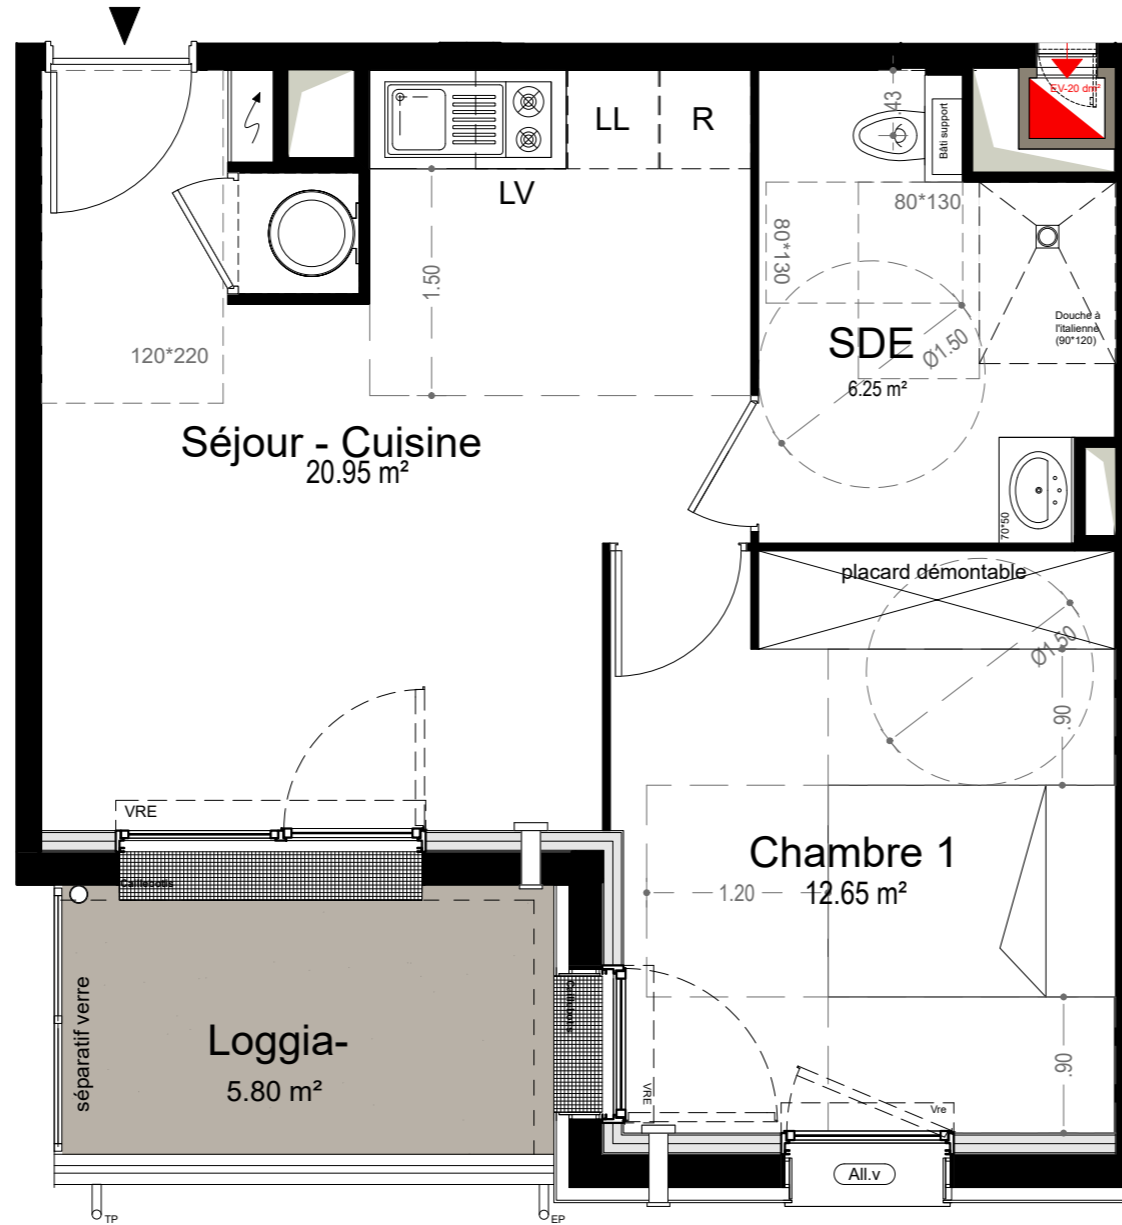 EV-20 dm²
.43
Bâti support
LL
R
LV
80*130
80*130
1.50
Douche à
l'italienne
(90*120)
SDE
Ø1.50
6.25 m²
120*220
Séjour - Cuisine
20.95 m²
70*50
placard démontable
Ø1.50
.90
VRE
Chambre 1
1.20
12.65 m²
Caillebotis
Caillebotis
séparatif verre
Loggia-
5.80 m²
VRE
.90
Vre
All.v
TP
EP